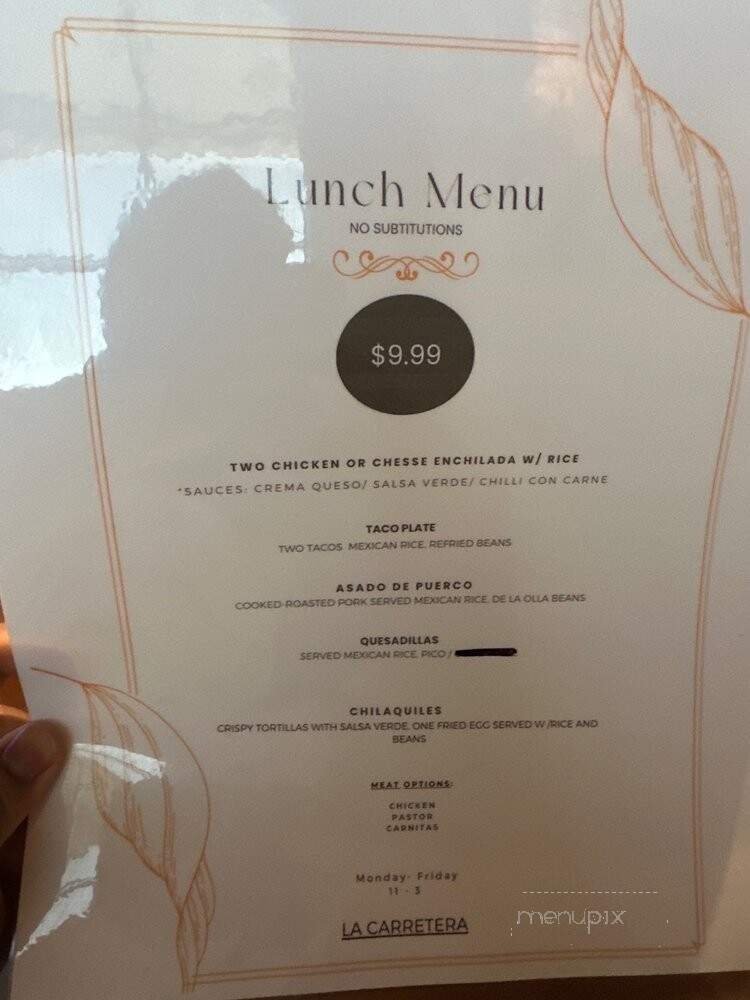 Lunch Menu
NO SUBTITUTIONS
$9.99
TWO CHICKEN OR CHESSE ENCHILADA W/ RICE
*SAUCES: CREMA QUESO/ SALSA VERDE/ CHILLI CON CARNE
TACO PLATE
TWO TACOS MEXICAN RICE, REFRIED BEANS
ASADO DE PUERCO
COOKED-ROASTED PORK SERVED MEXICAN RICE, DE LA OLLA BEANS
QUESADILLAS
SERVED MEXICAN RICE, PICO /
CHILAQUILES
CRISPY TORTILLAS WITH SALSA VERDE, ONE FRIED EGG SERVED W /RICE AND
BEANS
MEAT OPTIONS:
CHICKEN
PASTOR
CARNITAS
Monday- Friday
11 - 3
LA CARRETERA
menupix